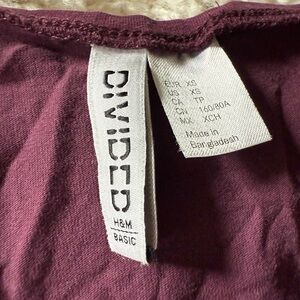 DIVIDED
H&M
BASIC
EUR XS
US XS
CA TP
CN 160/80A
MX XCH
Made in
Bangladesh